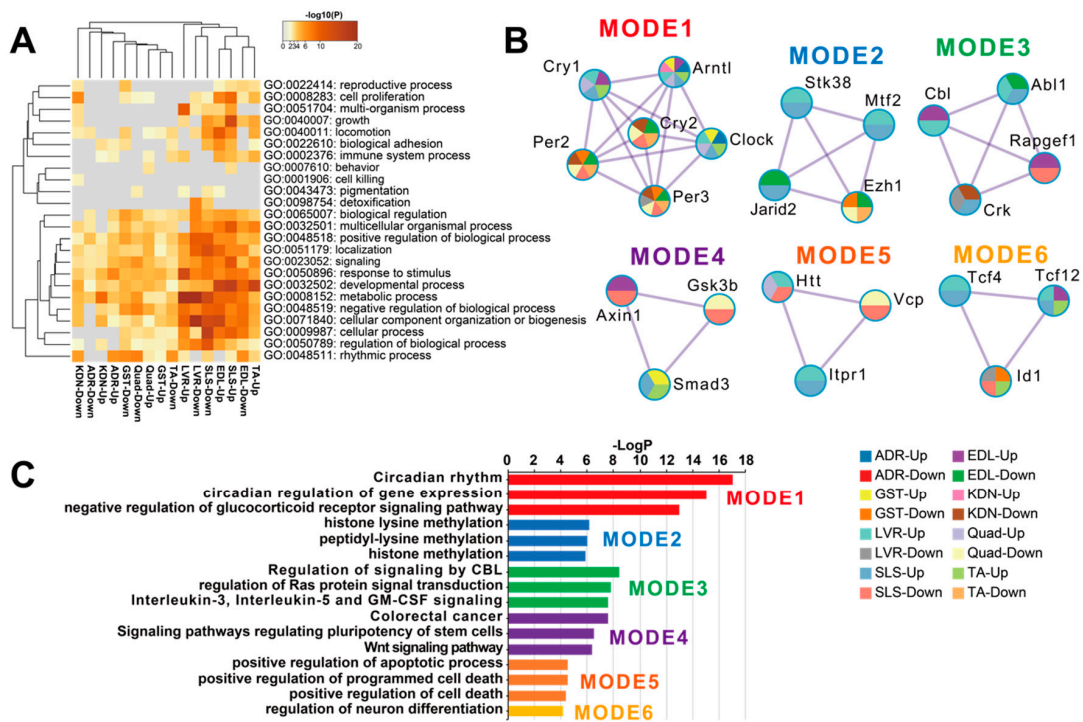 A
-log10(P)
0 2 3 4 6 10 20
GO:0022414: reproductive process
GO:0008283: cell proliferation
GO:0051704: multi-organism process
GO:0040007: growth
GO:0040011: locomotion
GO:0022610: biological adhesion
GO:0002376: immune system process
GO:0007610: behavior
GO:0001906: cell killing
GO:0043473: pigmentation
GO:0098754: detoxification
GO:0065007: biological regulation
GO:0032501: multicellular organismal process
GO:0048518: positive regulation of biological process
GO:0051179: localization
GO:0023052: signaling
GO:0050896: response to stimulus
GO:0032502: developmental process
GO:0008152: metabolic process
GO:0048519: negative regulation of biological process
GO:0071840: cellular component organization or biogenesis
GO:0009987: cellular process
GO:0050789: regulation of biological process
GO:0048511: rhythmic process
KDN-Down
ADR-Down
KDN-Up
ADR-Up
GST-Down
Quad-Down
Quad-Up
GST-Up
TA-Down
LVR-Up
LVR-Down
SLS-Down
EDL-Up
SLS-Up
EDL-Down
TA-Up
B
MODE1
Cry1
Arntl
Cry2
Clock
Per2
Per3
MODE2
Stk38
Mtf2
Jarid2
Ezh1
MODE3
Cbl
Abl1
Rapgef1
Crk
MODE4
Gsk3b
Axin1
Smad3
MODE5
Htt
Vcp
Itpr1
MODE6
Tcf4
Tcf12
Id1
C
-LogP
0 2 4 6 8 10 12 14 16 18
Circadian rhythm
circadian regulation of gene expression
negative regulation of glucocorticoid receptor signaling pathway
MODE1
histone lysine methylation
peptidyl-lysine methylation
histone methylation
MODE2
Regulation of signaling by CBL
regulation of Ras protein signal transduction
Interleukin-3, Interleukin-5 and GM-CSF signaling
MODE3
Colorectal cancer
Signaling pathways regulating pluripotency of stem cells
Wnt signaling pathway
MODE4
positive regulation of apoptotic process
positive regulation of programmed cell death
positive regulation of cell death
MODE5
regulation of neuron differentiation
MODE6
ADR-Up
ADR-Down
GST-Up
GST-Down
LVR-Up
LVR-Down
SLS-Up
SLS-Down
EDL-Up
EDL-Down
KDN-Up
KDN-Down
Quad-Up
Quad-Down
TA-Up
TA-Down